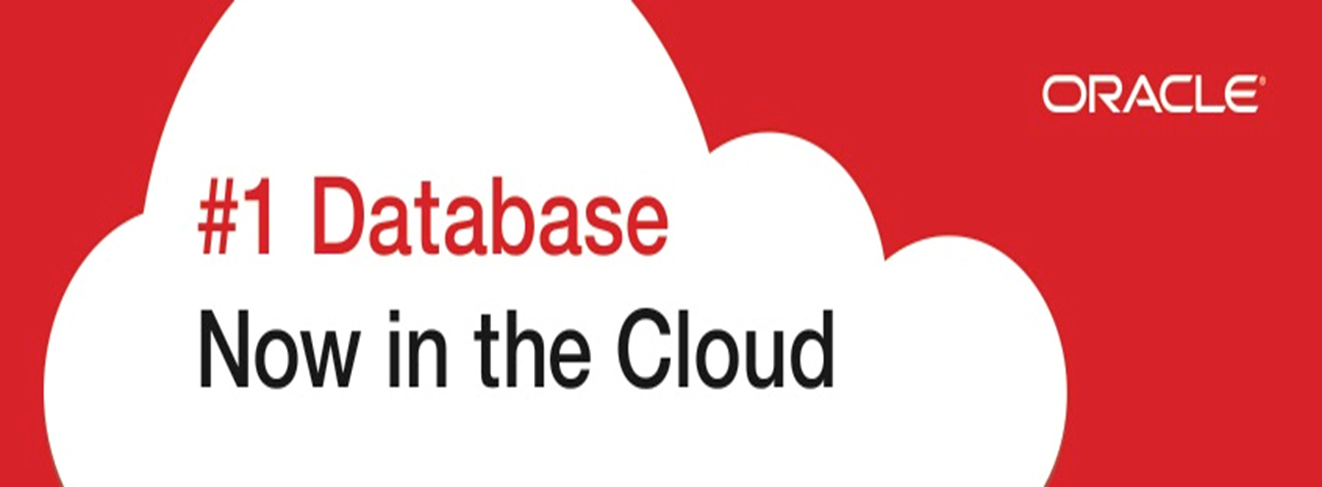 ORACLE®
#1 Database
Now in the Cloud